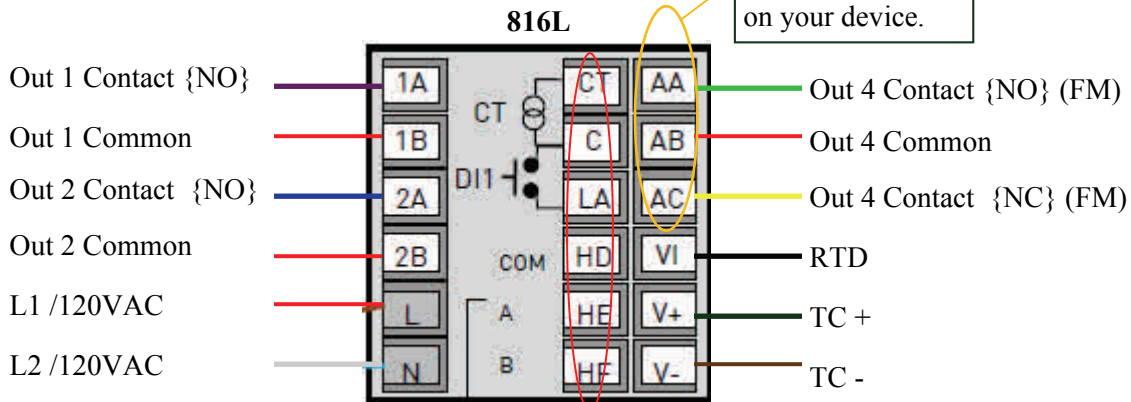 on your device.
816L
Out 1 Contact {NO}
Out 1 Common
Out 2 Contact {NO}
Out 2 Common
L1 /120VAC
L2 /120VAC
1A
1B
2A
2B
L
N
CT
DI1
COM
A
B
CT
C
LA
HD
HE
HF
AA
AB
AC
VI
V+
V-
Out 4 Contact {NO} (FM)
Out 4 Common
Out 4 Contact {NC} (FM)
RTD
TC +
TC -